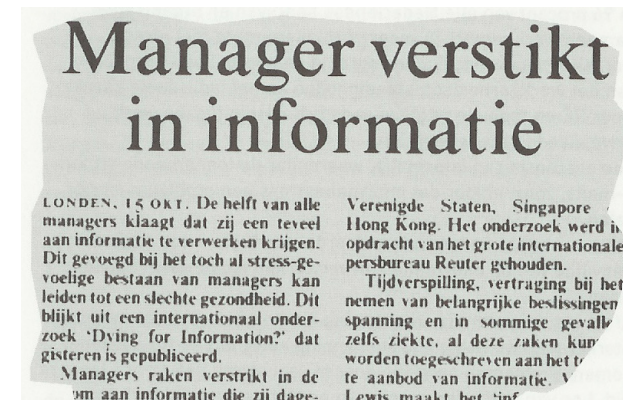 Manager verstikt
in informatie
LONDEN, 15 OKT. De helft van alle
managers klaagt dat zij een teveel
aan informatie te verwerken krijgen.
Dit gevoegd bij het toch al stress-ge-
voelige bestaan van managers kan
leiden tot een slechte gezondheid. Dit
blijkt uit een internationaal onder-
zoek ‘Dying for Information?’ dat
gisteren is gepubliceerd.
Managers raken verstrikt in de
om aan informatie die zij dage-
Verenigde Staten, Singapore
Hong Kong. Het onderzoek werd in
opdracht van het grote internationale
persbureau Reuter gehouden.
Tijdverspilling, vertraging bij het
nemen van belangrijke beslissingen
spanning en in sommige gevalle
zelfs ziekte, al deze zaken kun
worden toegeschreven aan het
te aanbod van informatie.
Lewis maakt het ‘inf